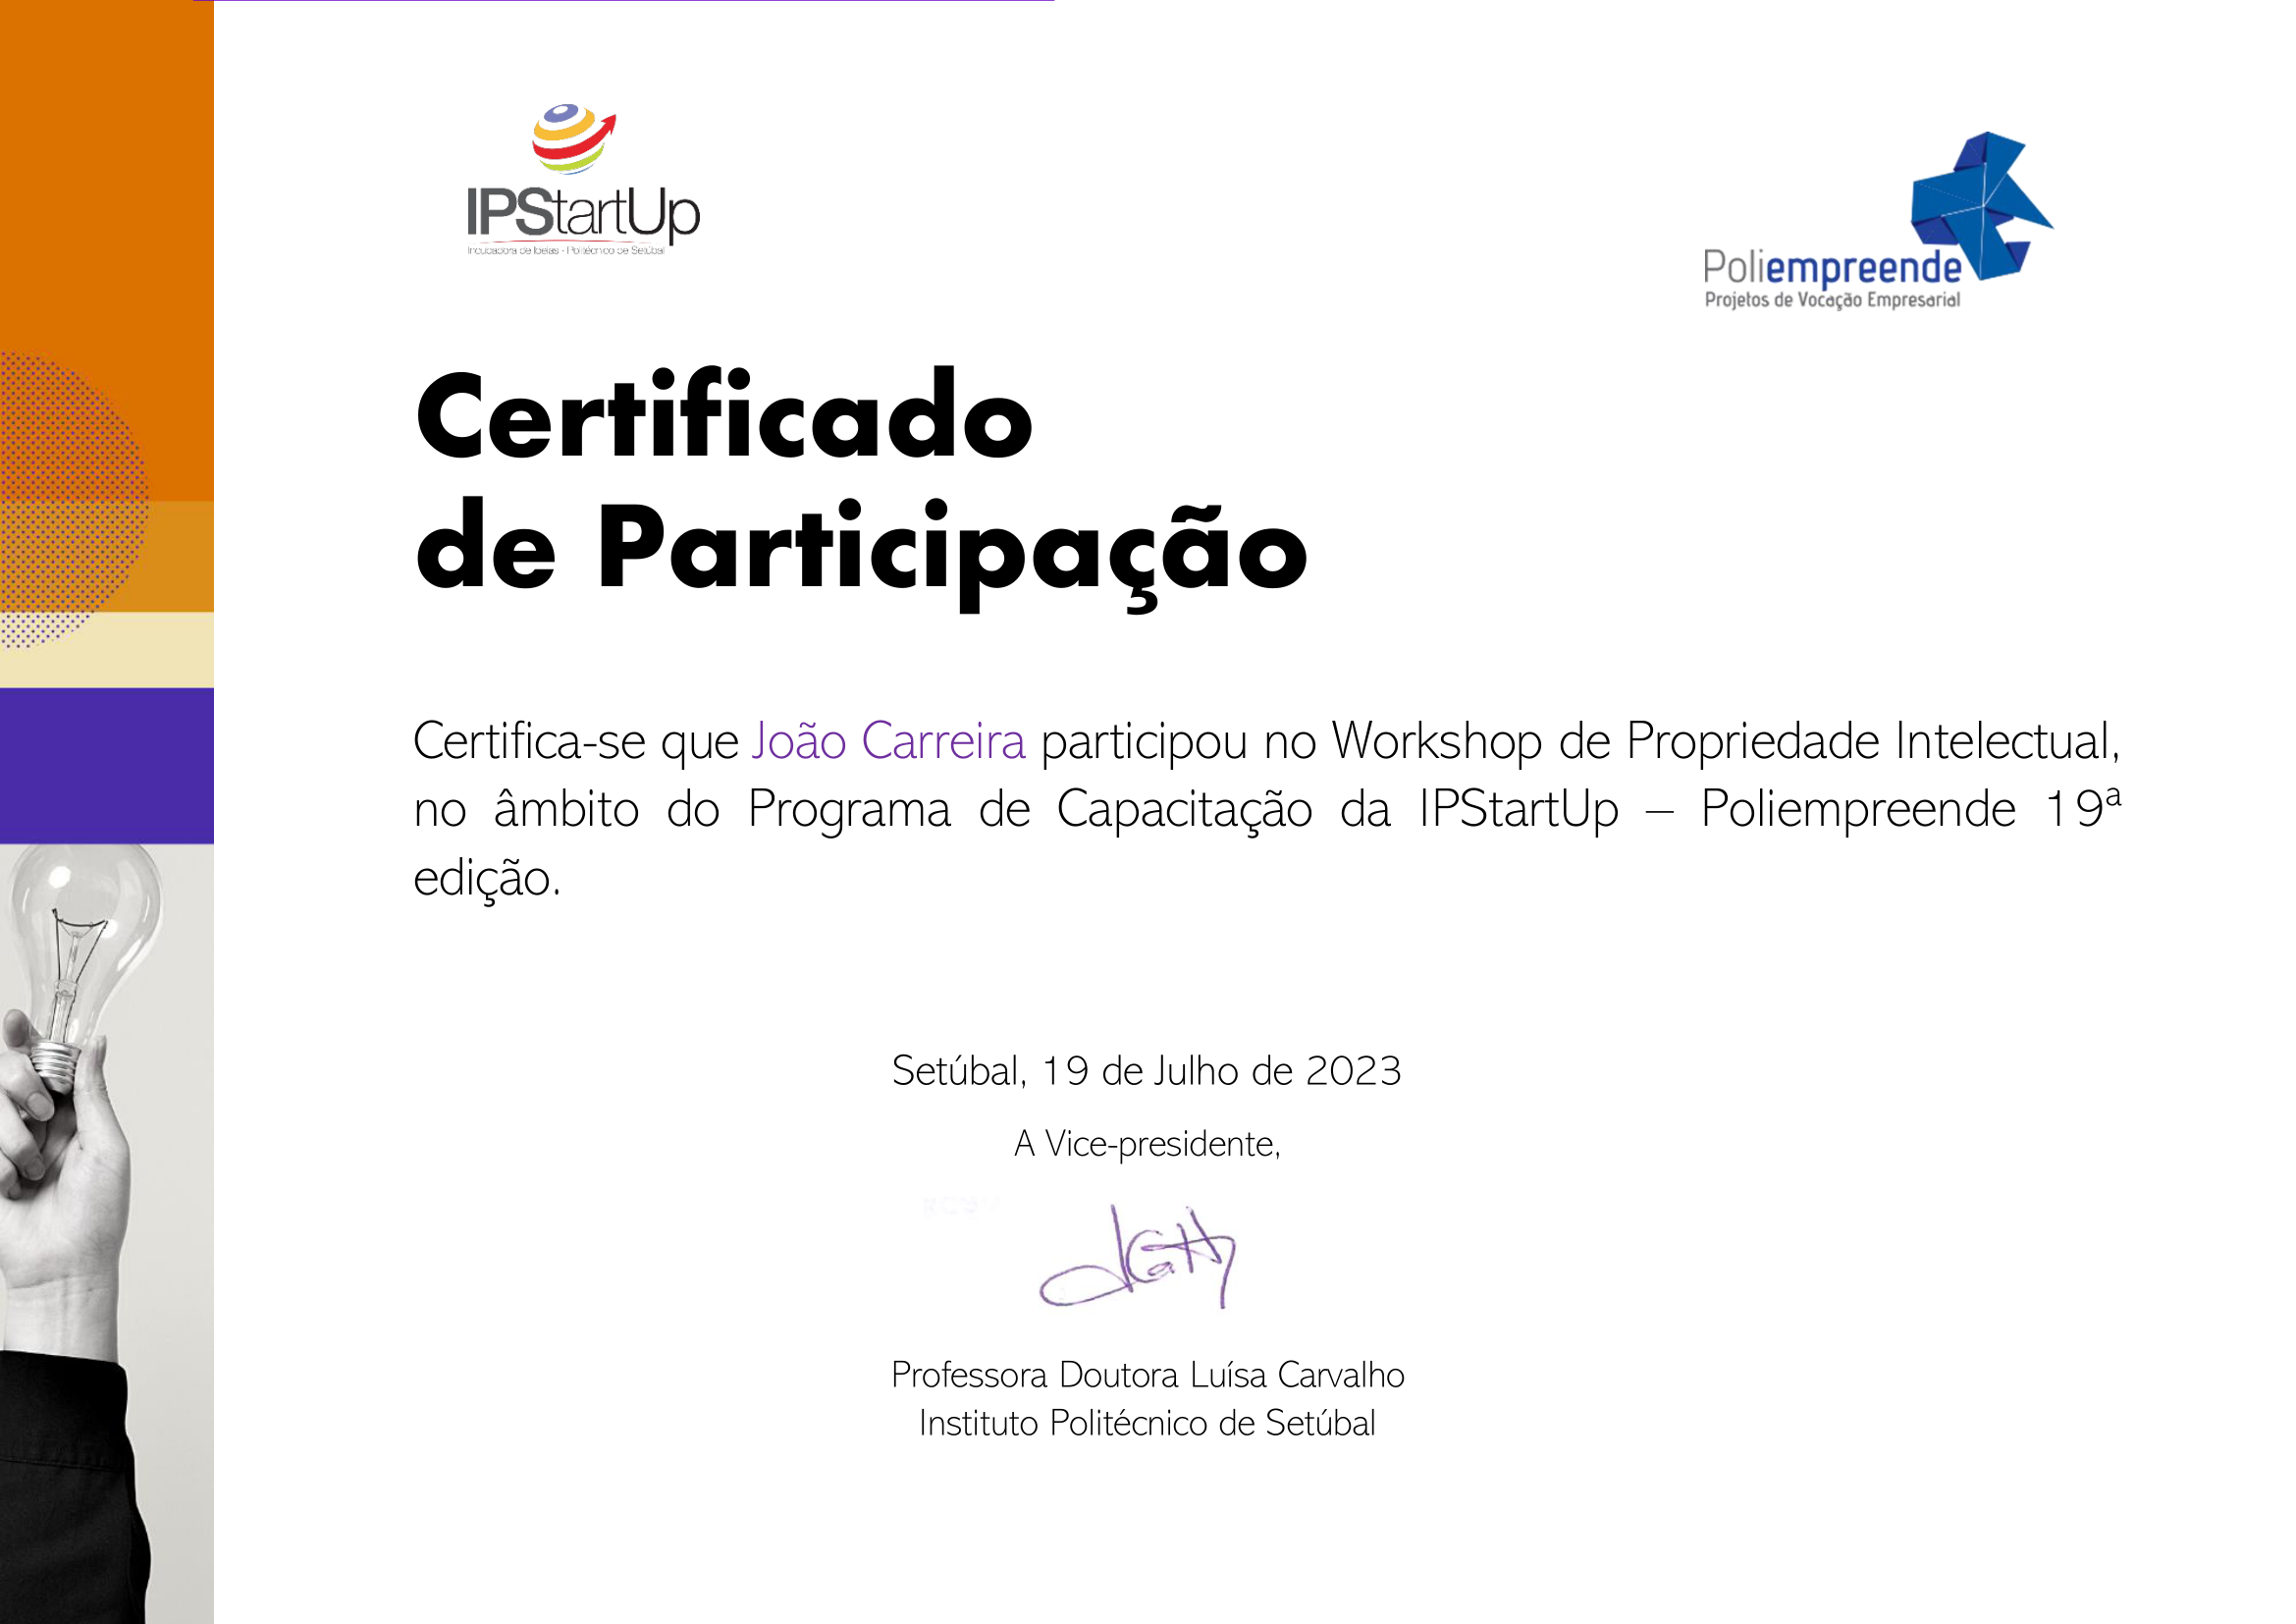 IPStartUp
Incubadora de Ideias - Politécnico de Setúbal
Poliempreende
Projetos de Vocação Empresarial
Certificado
de Participação
Certifica-se que João Carreira participou no Workshop de Propriedade Intelectual,
no âmbito do Programa de Capacitação da IPStartUp – Poliempreende 19ª
edição.
Setúbal, 19 de Julho de 2023
A Vice-presidente,
Professora Doutora Luísa Carvalho
Instituto Politécnico de Setúbal